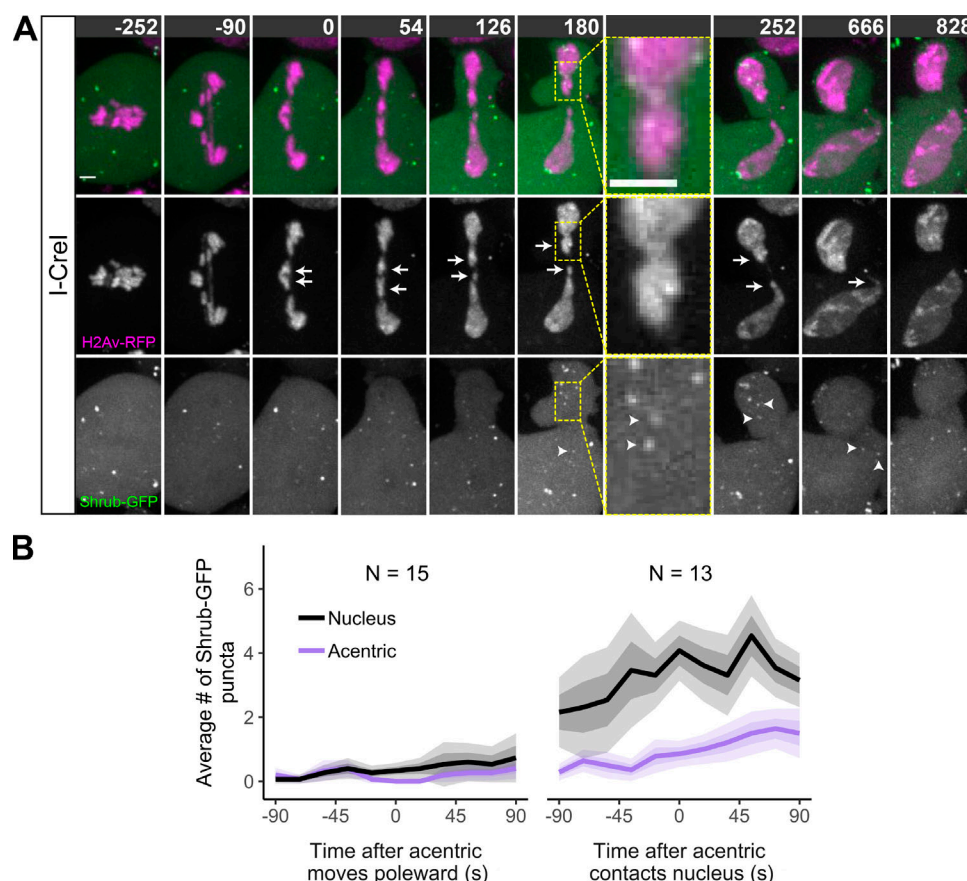 A
-252 -90 0 54 126 180 252 666 828
I-CreI
H2Av-RFP
Shrub-GFP
B
N = 15 N = 13
Nucleus
Acentric
Average # of Shrub-GFP
puncta
6
4
2
0
-90 -45 0 45 90
-90 -45 0 45 90
Time after acentric
moves poleward (s)
Time after acentric
contacts nucleus (s)